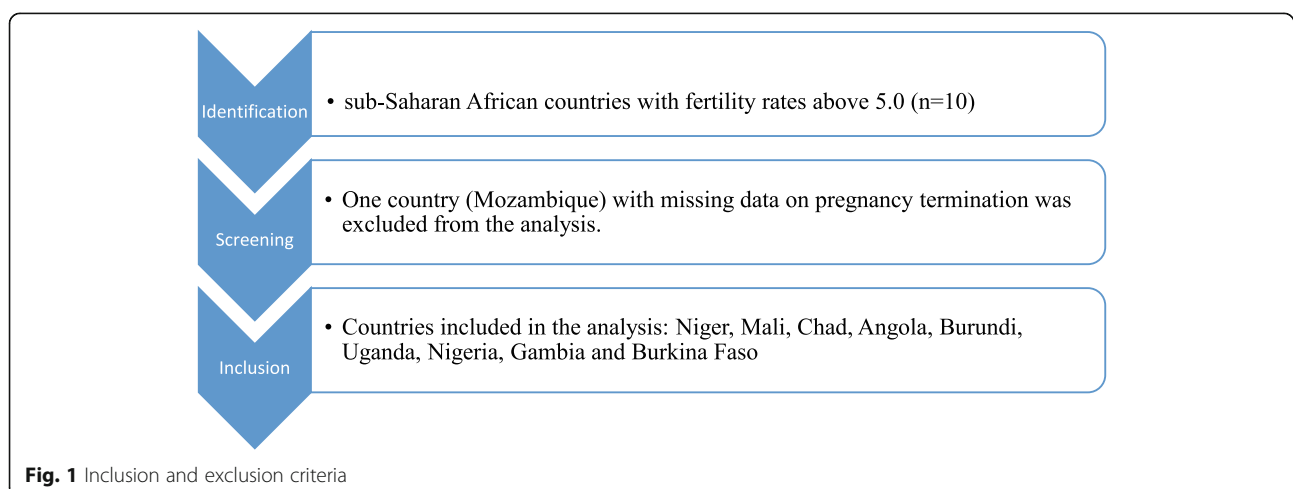 Identification
• sub-Saharan African countries with fertility rates above 5.0 (n=10)
Screening
• One country (Mozambique) with missing data on pregnancy termination was
excluded from the analysis.
Inclusion
• Countries included in the analysis: Niger, Mali, Chad, Angola, Burundi,
Uganda, Nigeria, Gambia and Burkina Faso
Fig. 1 Inclusion and exclusion criteria